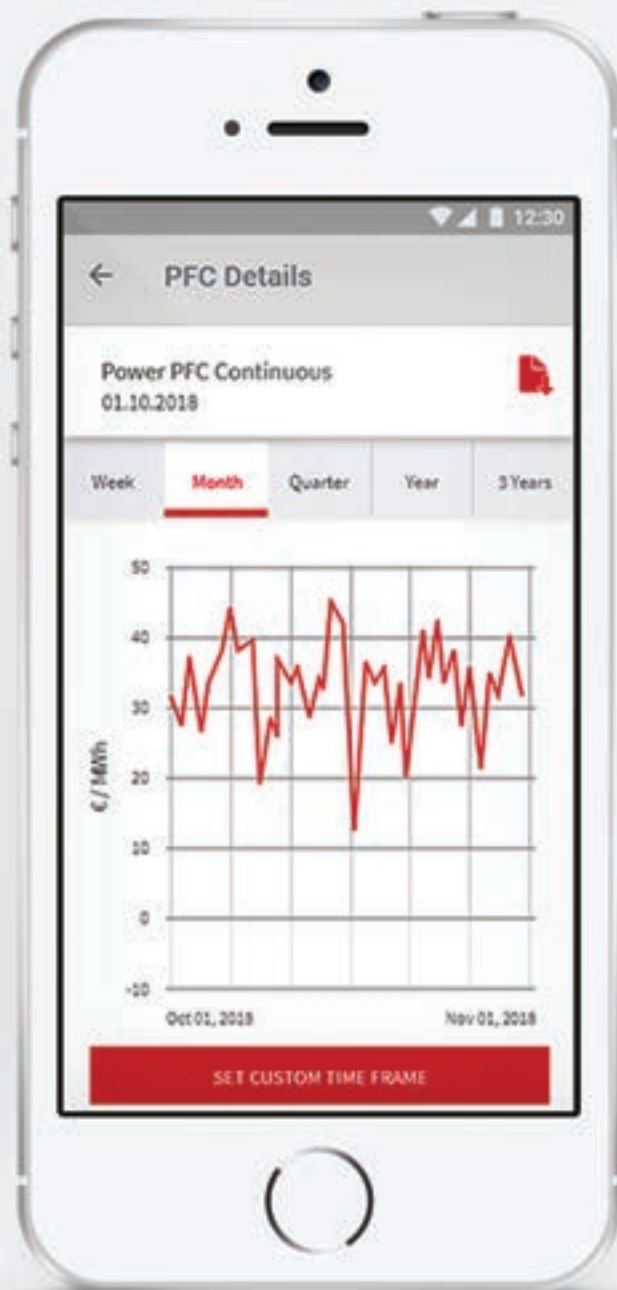 12:30
PFC Details
Power PFC Continuous
01.10.2018
Week Month Quarter Year 3 Years
50
40
30
20
10
0
-10
€ / MWh
Oct 01, 2018 Nov 01, 2018
SET CUSTOM TIME FRAME